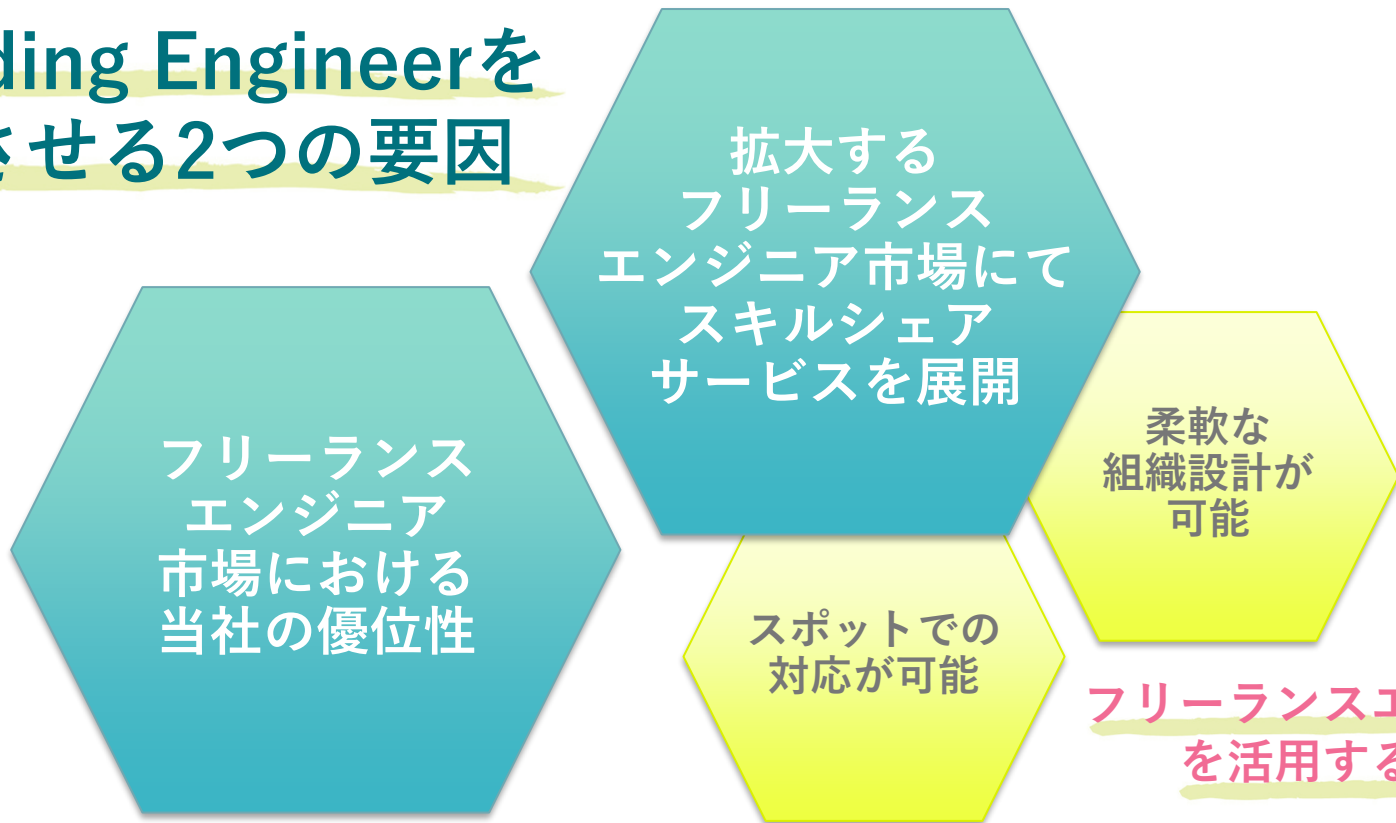 ding Engineerを
させる2つの要因
拡大する
フリーランス
エンジニア市場にて
スキルシェア
サービスを展開
フリーランス
エンジニア
市場における
当社の優位性
柔軟な
組織設計が
可能
スポットでの
対応が可能
フリーランスエ
を活用する